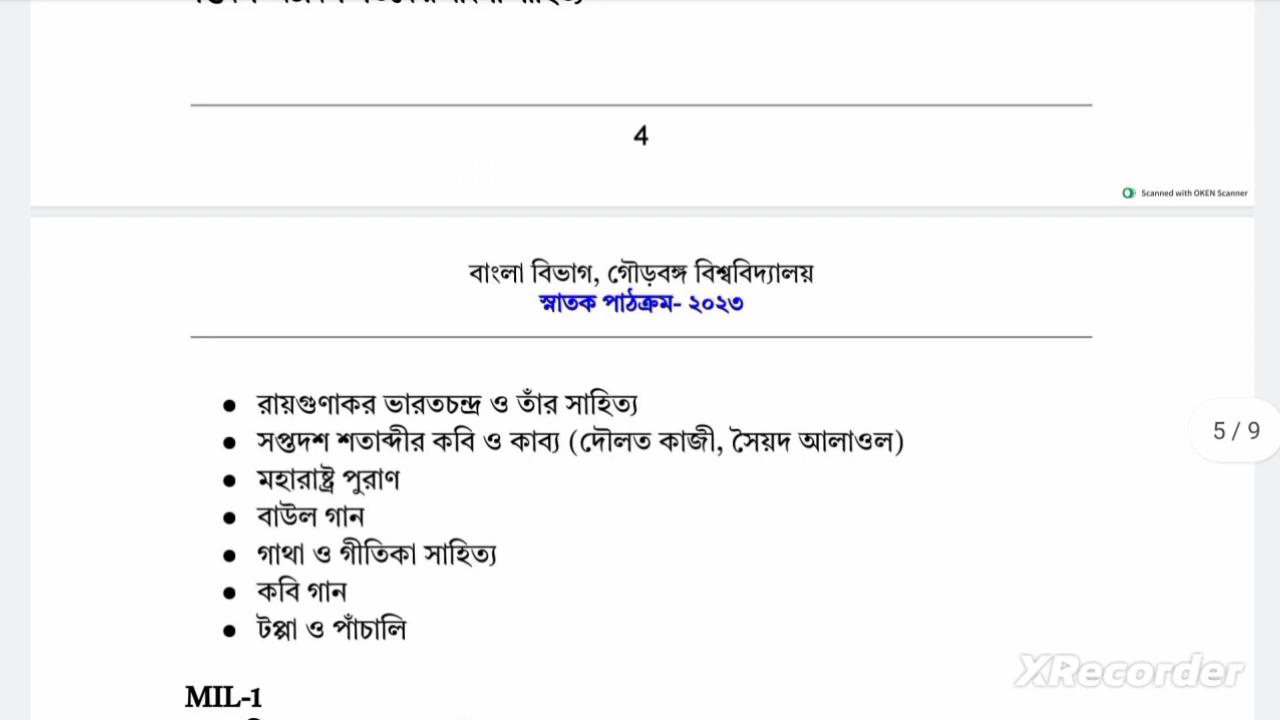 4
Scanned with OKEN Scanner
বাংলা বিভাগ, গৌড়বঙ্গ বিশ্ববিদ্যালয়
স্নাতক পাঠক্রম- ২০২৩
• রায়গুণাকর ভারতচন্দ্র ও তাঁর সাহিত্য
• সপ্তদশ শতাব্দীর কবি ও কাব্য (দৌলত কাজী, সৈয়দ আলাওল)
5 / 9
• মহারাষ্ট্র পুরাণ
• বাউল গান
• গাথা ও গীতিকা সাহিত্য
• কবি গান
• টপ্পা ও পাঁচালি
XRecorder
MIL-1